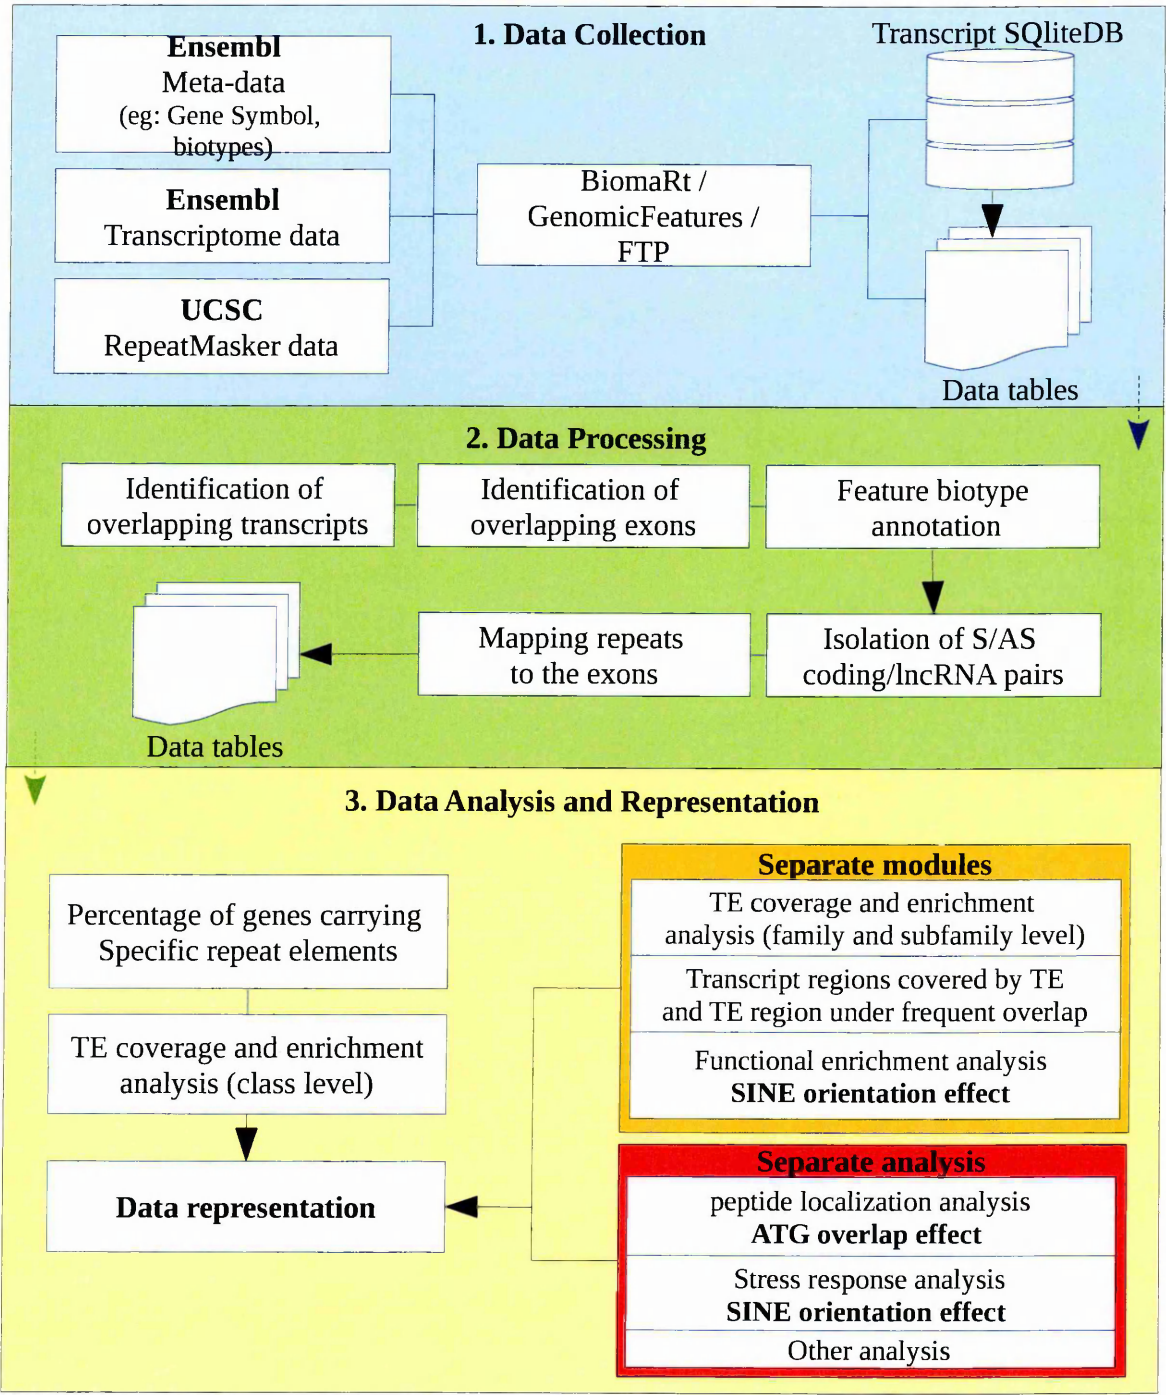 1. Data Collection
Transcript SQliteDB
Ensembl
Meta-data
(eg: Gene Symbol,
biotypes)
Ensembl
Transcriptome data
UCSC
RepeatMasker data
BiomaRt /
GenomicFeatures /
FTP
Data tables
2. Data Processing
Identification of
overlapping transcripts
Identification of
overlapping exons
Feature biotype
annotation
Isolation of S/AS
coding/lncRNA pairs
Mapping repeats
to the exons
Data tables
3. Data Analysis and Representation
Percentage of genes carrying
Specific repeat elements
TE coverage and enrichment
analysis (class level)
Data representation
Separate modules
TE coverage and enrichment
analysis (family and subfamily level)
Transcript regions covered by TE
and TE region under frequent overlap
Functional enrichment analysis
SINE orientation effect
Separate analysis
peptide localization analysis
ATG overlap effect
Stress response analysis
SINE orientation effect
Other analysis